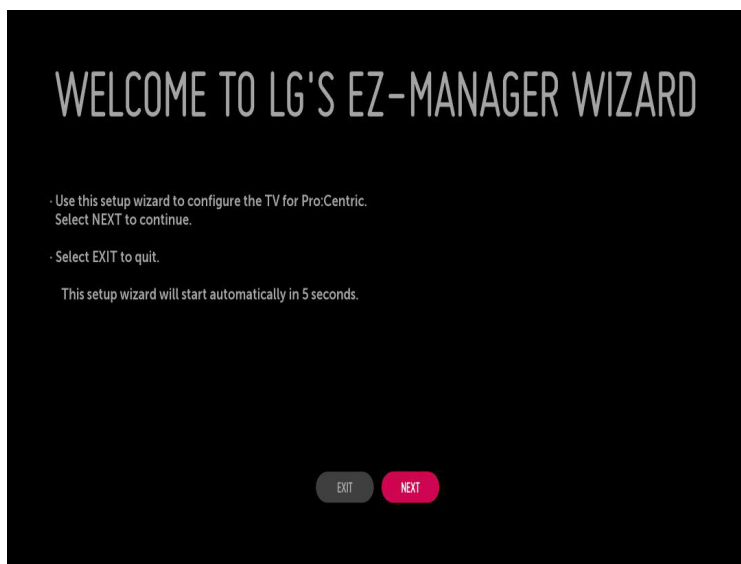 WELCOME TO LG'S EZ-MANAGER WIZARD
· Use this setup wizard to configure the TV for Pro:Centric.
Select NEXT to continue.
· Select EXIT to quit.
This setup wizard will start automatically in 5 seconds.
EXIT NEXT